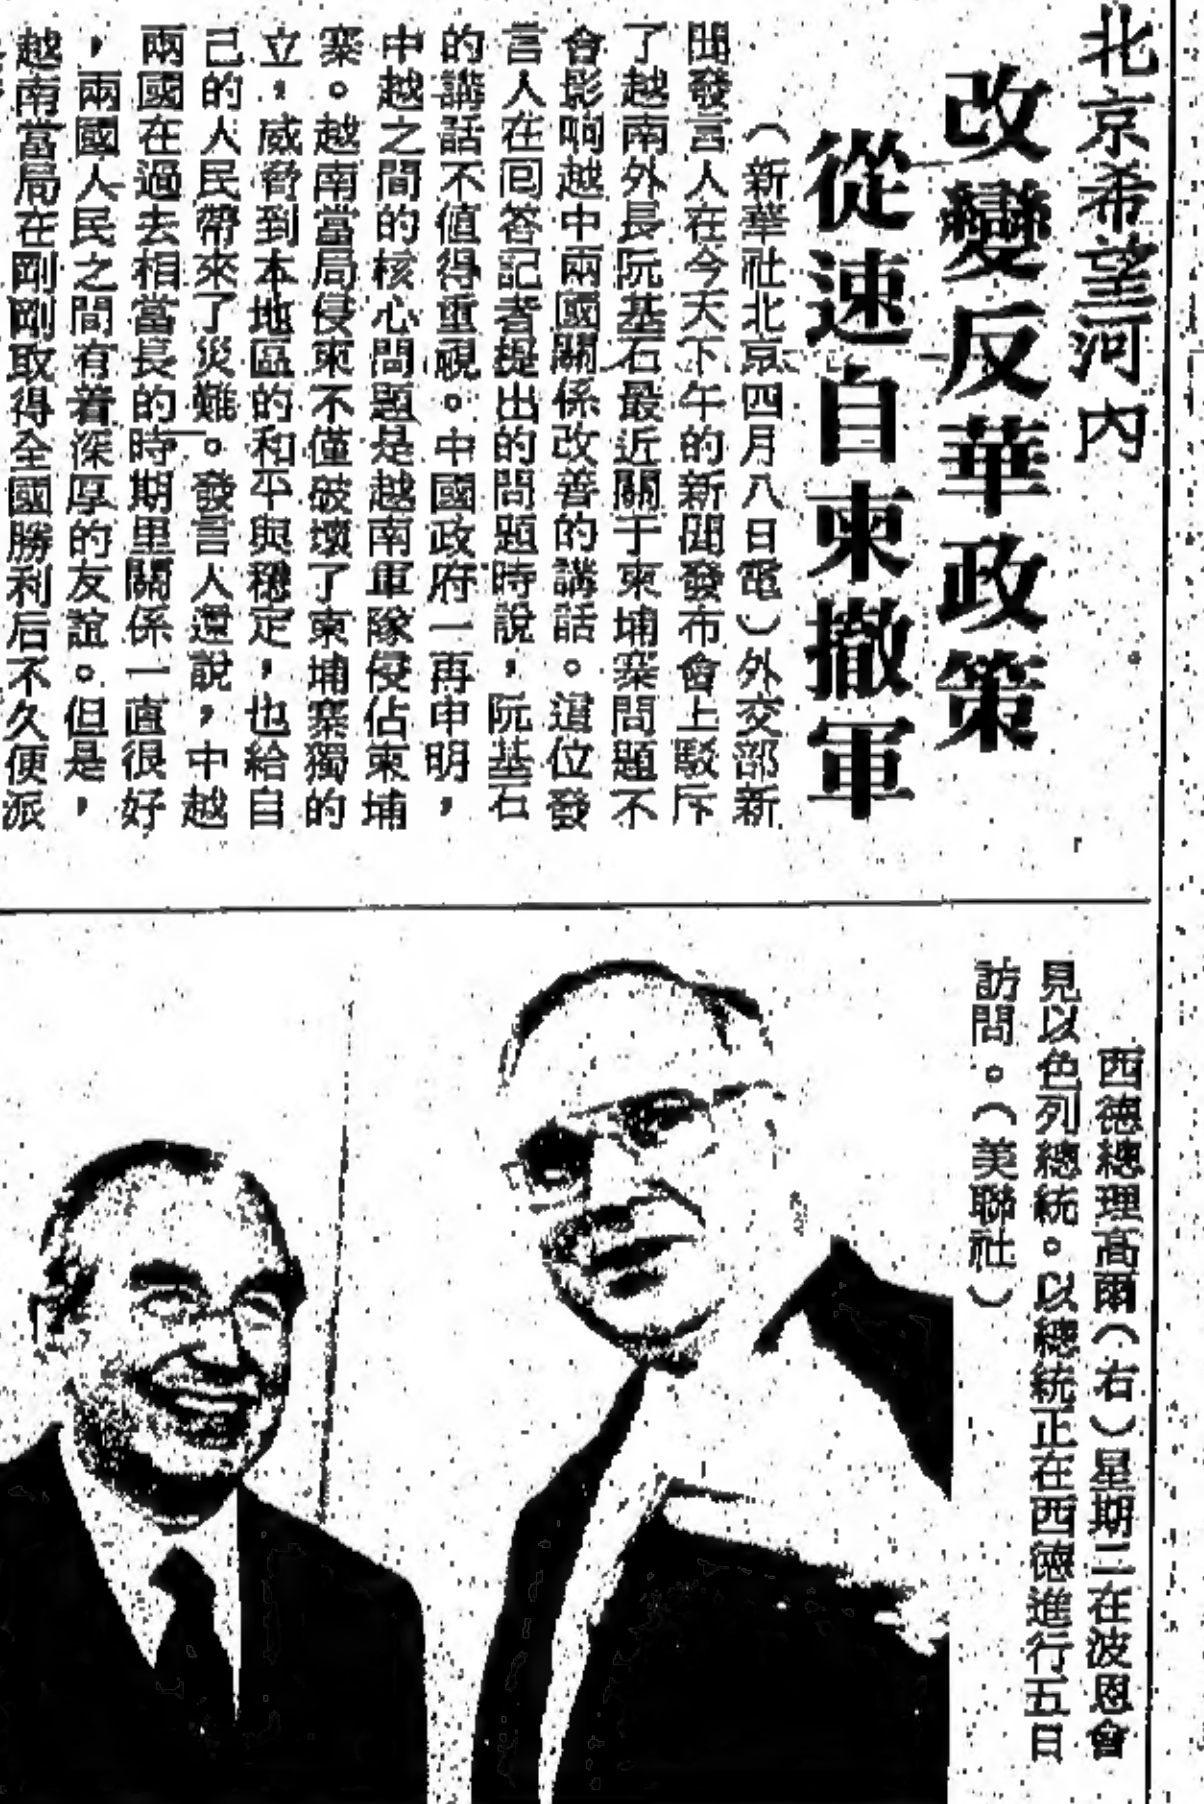 北京希望河內
改變反華政策
從速自柬撤軍
（新華社北京四月八日電）外交部新
聞發言人在今天下午的新聞發布會上駁斥
了越南外長阮基石最近關于柬埔寨問題不
會影响越中兩國關係改善的講話。這位發
言人在回答記者提出的問題時說，阮基石
的講話不值得重視。中國政府一再申明，
中越之間的核心問題是越南軍隊侵佔柬埔
寨。越南當局侵柬不僅破壞了柬埔寨獨的
立，威脅到本地區的和平與穩定，也給自
己的人民帶來了災難。發言人還說，中越
兩國在過去相當長的時期里關係一直很好
，兩國人民之間有着深厚的友誼。但是，
越南當局在剛剛取得全國勝利后不久便派
西德總理高爾（右）星期二在波恩會
見以色列總統。以總統正在西德進行五日
訪問。（美聯社）